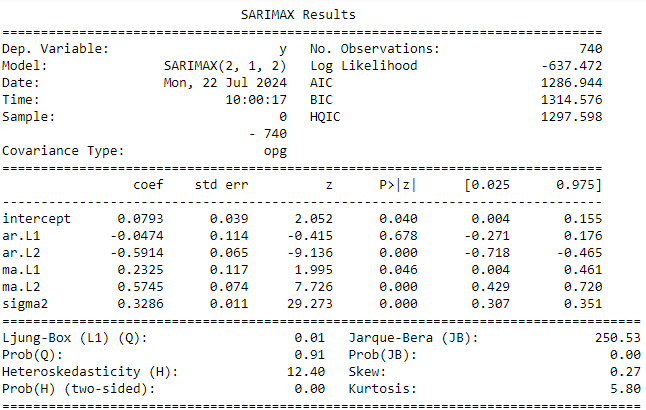 SARIMAX Results
==============================================================================
Dep. Variable:                      y   No. Observations:                  740
Model:               SARIMAX(2, 1, 2)   Log Likelihood                -637.472
Date:                Mon, 22 Jul 2024   AIC                           1286.944
Time:                        10:00:17   BIC                           1314.576
Sample:                             0   HQIC                          1297.598
                                - 740
Covariance Type:                  opg
==============================================================================
                 coef    std err          z      P>|z|      [0.025      0.975]
------------------------------------------------------------------------------
intercept      0.0793      0.039      2.052      0.040       0.004       0.155
ar.L1         -0.0474      0.114     -0.415      0.678      -0.271       0.176
ar.L2         -0.5914      0.065     -9.136      0.000      -0.718      -0.465
ma.L1          0.2325      0.117      1.995      0.046       0.004       0.461
ma.L2          0.5745      0.074      7.726      0.000       0.429       0.720
sigma2         0.3286      0.011     29.273      0.000       0.307       0.351
===================================================================================
Ljung-Box (L1) (Q):                   0.01   Jarque-Bera (JB):               250.53
Prob(Q):                              0.91   Prob(JB):                         0.00
Heteroskedasticity (H):              12.40   Skew:                             0.27
Prob(H) (two-sided):                  0.00   Kurtosis:                         5.80
===================================================================================